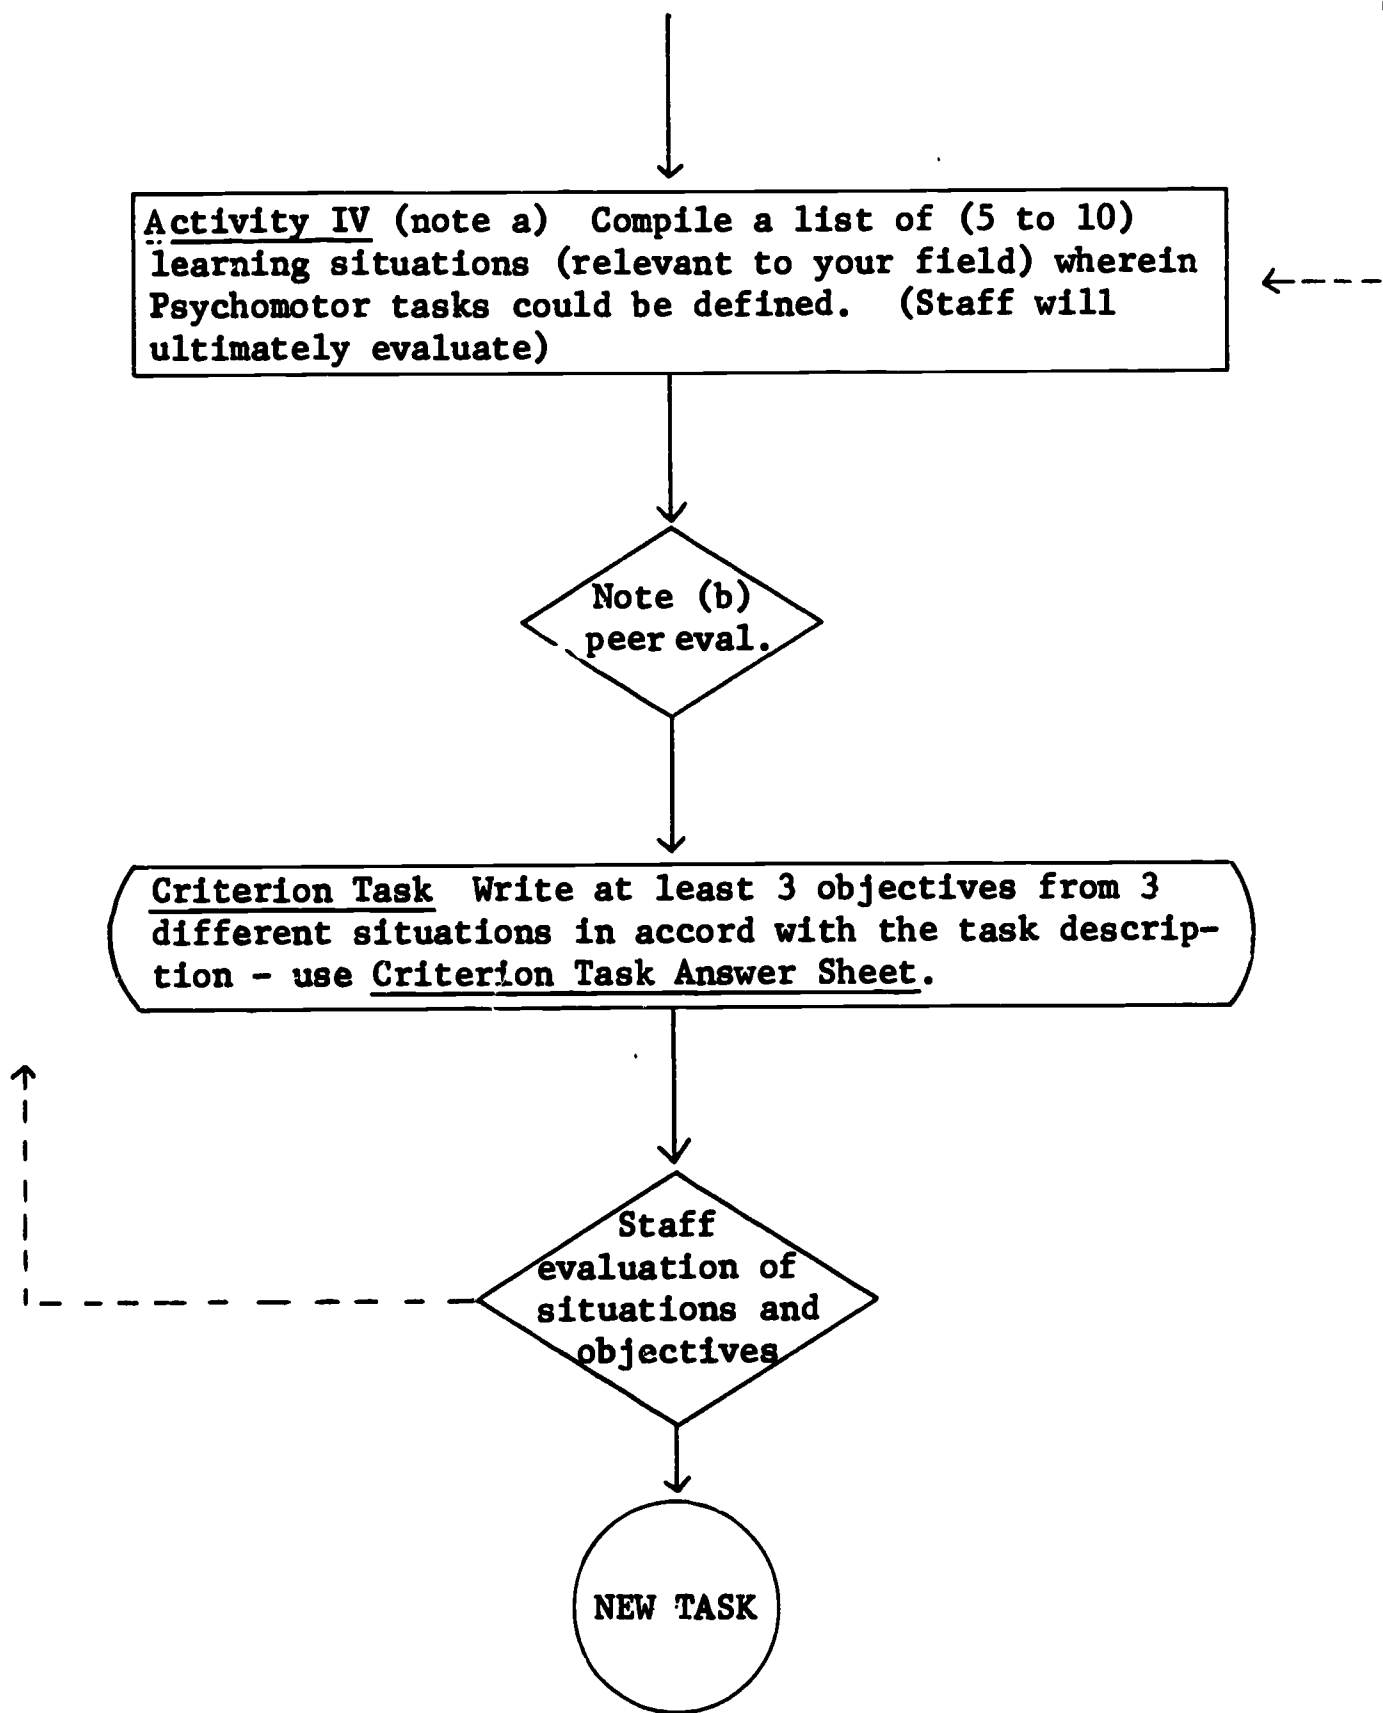 Activity IV (note a) Compile a list of (5 to 10)
learning situations (relevant to your field) wherein
Psychomotor tasks could be defined. (Staff will
ultimately evaluate)
Note (b)
peer eval.
Criterion Task Write at least 3 objectives from 3
different situations in accord with the task descrip-
tion - use Criterion Task Answer Sheet.
Staff
evaluation of
situations and
objectives
NEW TASK